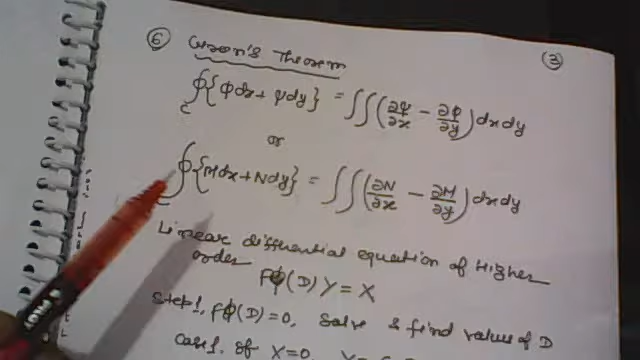 ⑥ Green's Theorem ③
∮{ϕdx + ψdy} = ∬(∂ψ/∂x − ∂ϕ/∂y)dxdy
C
or
∮{Mdx + Ndy} = ∬(∂N/∂x − ∂M/∂y)dxdy
C
Linear differential equation of Higher
order
ϕ(D) Y = X
Step1, ϕ(D) = 0, Solve & find value of D
Case1. If X = 0,
PILOT